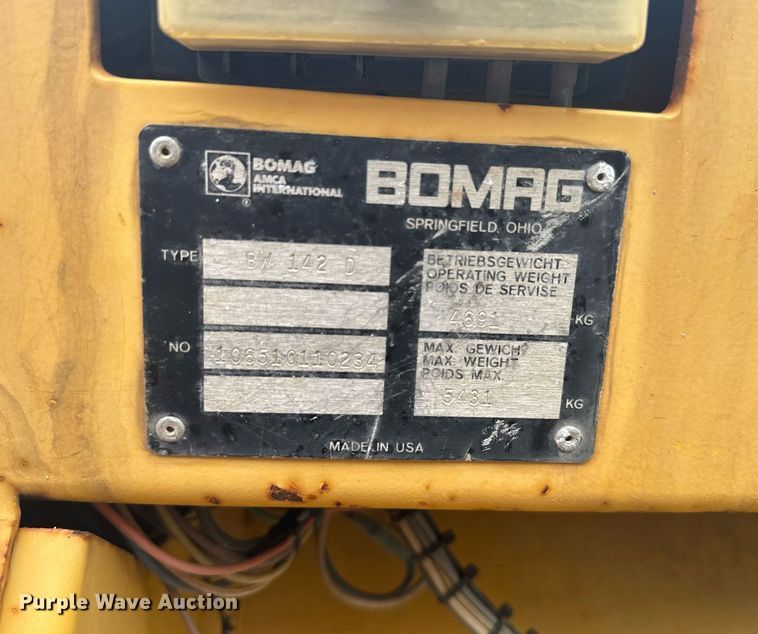 BOMAG
AMCA
INTERNATIONAL
®
BOMAG
SPRINGFIELD, OHIO
TYPE BW 142 D
NO 106510110234
BETRIEBSGEWICHT
OPERATING WEIGHT
POIDS DE SERVISE
4691 KG
MAX. GEWICHT
MAX. WEIGHT
POIDS MAX.
5431 KG
MADE IN USA
Purple Wave Auction